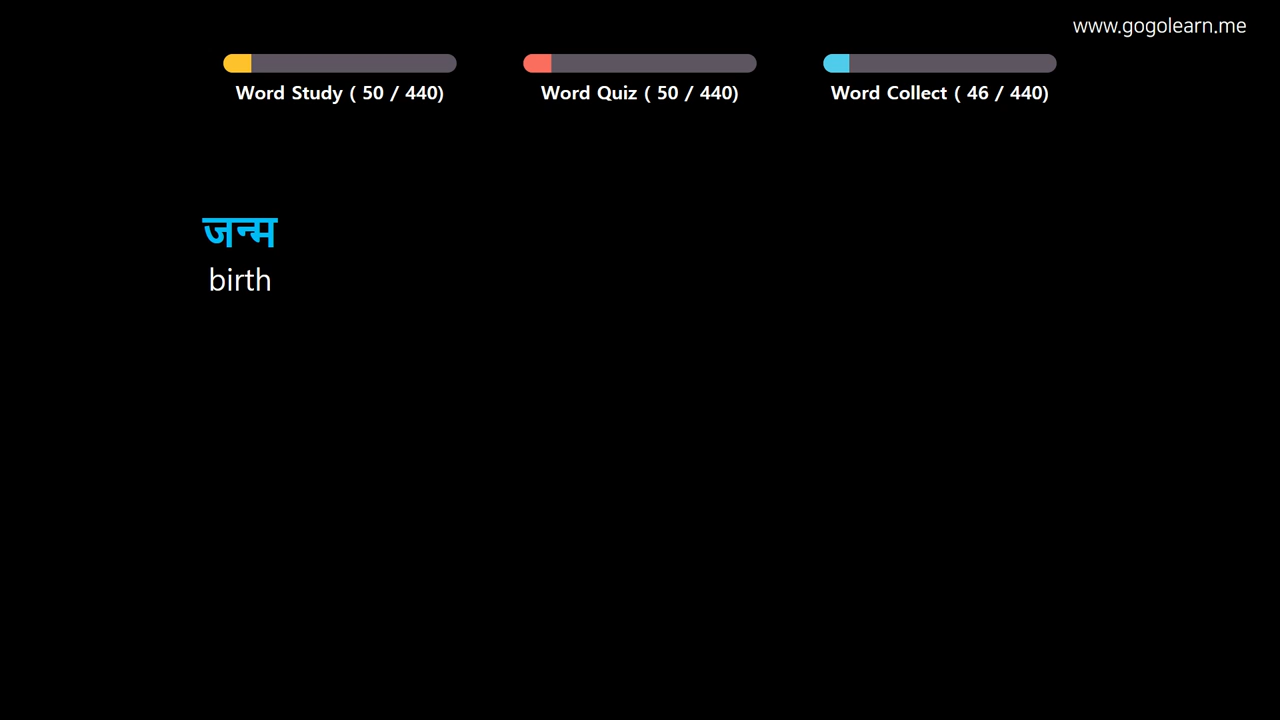 www.gogolearn.me
Word Study ( 50 / 440)
Word Quiz ( 50 / 440)
Word Collect ( 46 / 440)
जन्म
birth